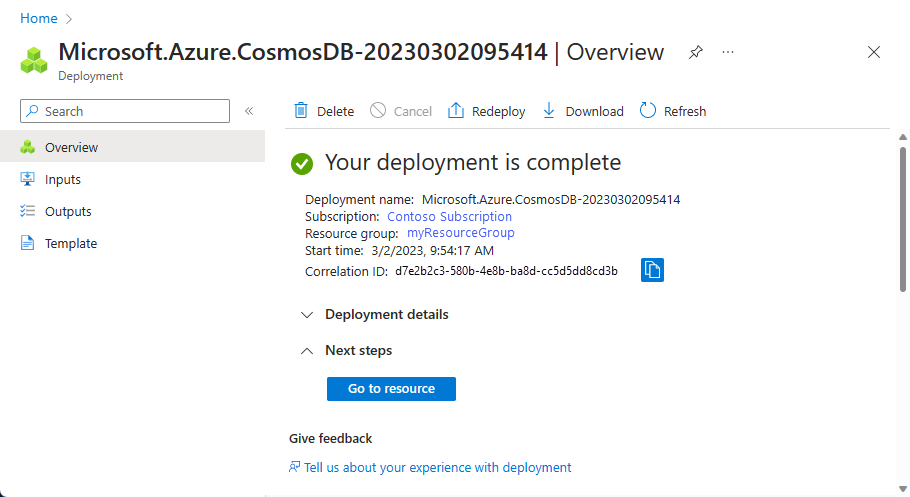 Home
Microsoft.Azure.CosmosDB-20230302095414 | Overview
Deployment
Search
Delete Cancel Redeploy Download Refresh
Overview
Inputs
Outputs
Template
Your deployment is complete
Deployment name: Microsoft.Azure.CosmosDB-20230302095414
Subscription: Contoso Subscription
Resource group: myResourceGroup
Start time: 3/2/2023, 9:54:17 AM
Correlation ID: d7e2b2c3-580b-4e8b-ba8d-cc5d5dd8cd3b
Deployment details
Next steps
Go to resource
Give feedback
Tell us about your experience with deployment